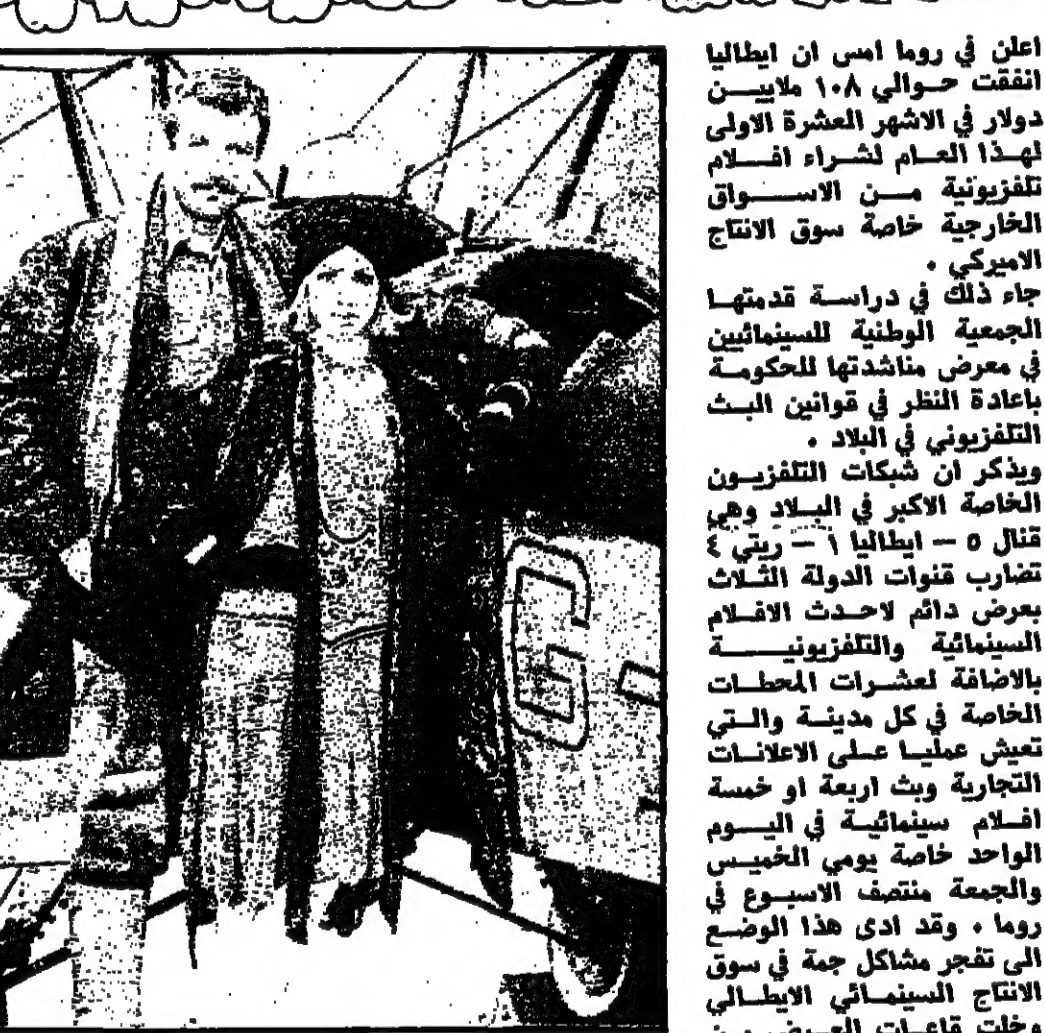 اعلن في روما امس ان ايطاليا
انفقت حوالي ١٠٨ ملايين
دولار في الاشهر العشرة الاولى
لهذا العام لشراء افلام
تلفزيونية من الاسواق
الخارجية خاصة سوق الانتاج
الاميركي .
جاء ذلك في دراسة قدمتها
الجمعية الوطنية للسينمائيين
في معرض مناشدتها للحكومة
باعادة النظر في قوانين البث
التلفزيوني في البلاد .
ويذكر ان شبكات التلفزيون
الخاصة الاكبر في البلاد وهي
قنال ٥ — ايطاليا ١ — ريتي ٤
تضارب قنوات الدولة الثلاث
بعرض دائم لاحدث الافلام
السينمائية والتلفزيونية
بالاضافة لعشرات المحطات
الخاصة في كل مدينة والتي
تعيش عمليا على الاعلانات
التجارية وبث اربعة او خمسة
افلام سينمائية في اليوم
الواحد خاصة يومي الخميس
والجمعة منتصف الاسبوع في
روما . وقد ادى هذا الوضع
الى تفجر مشاكل جمة في سوق
الانتاج السينمائي الايطالي